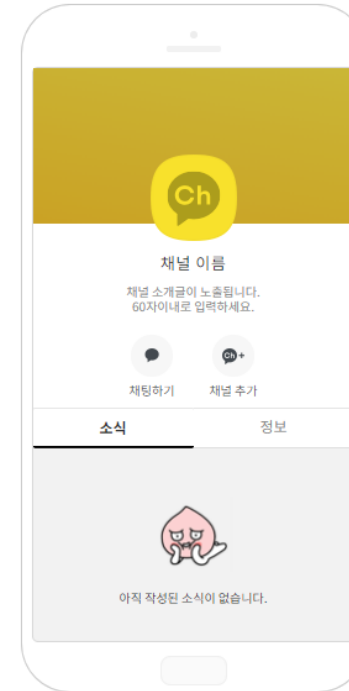 Ch
채널 이름
채널 소개글이 노출됩니다.
60자이내로 입력하세요.
Ch+
채팅하기 채널 추가
소식 정보
아직 작성된 소식이 없습니다.